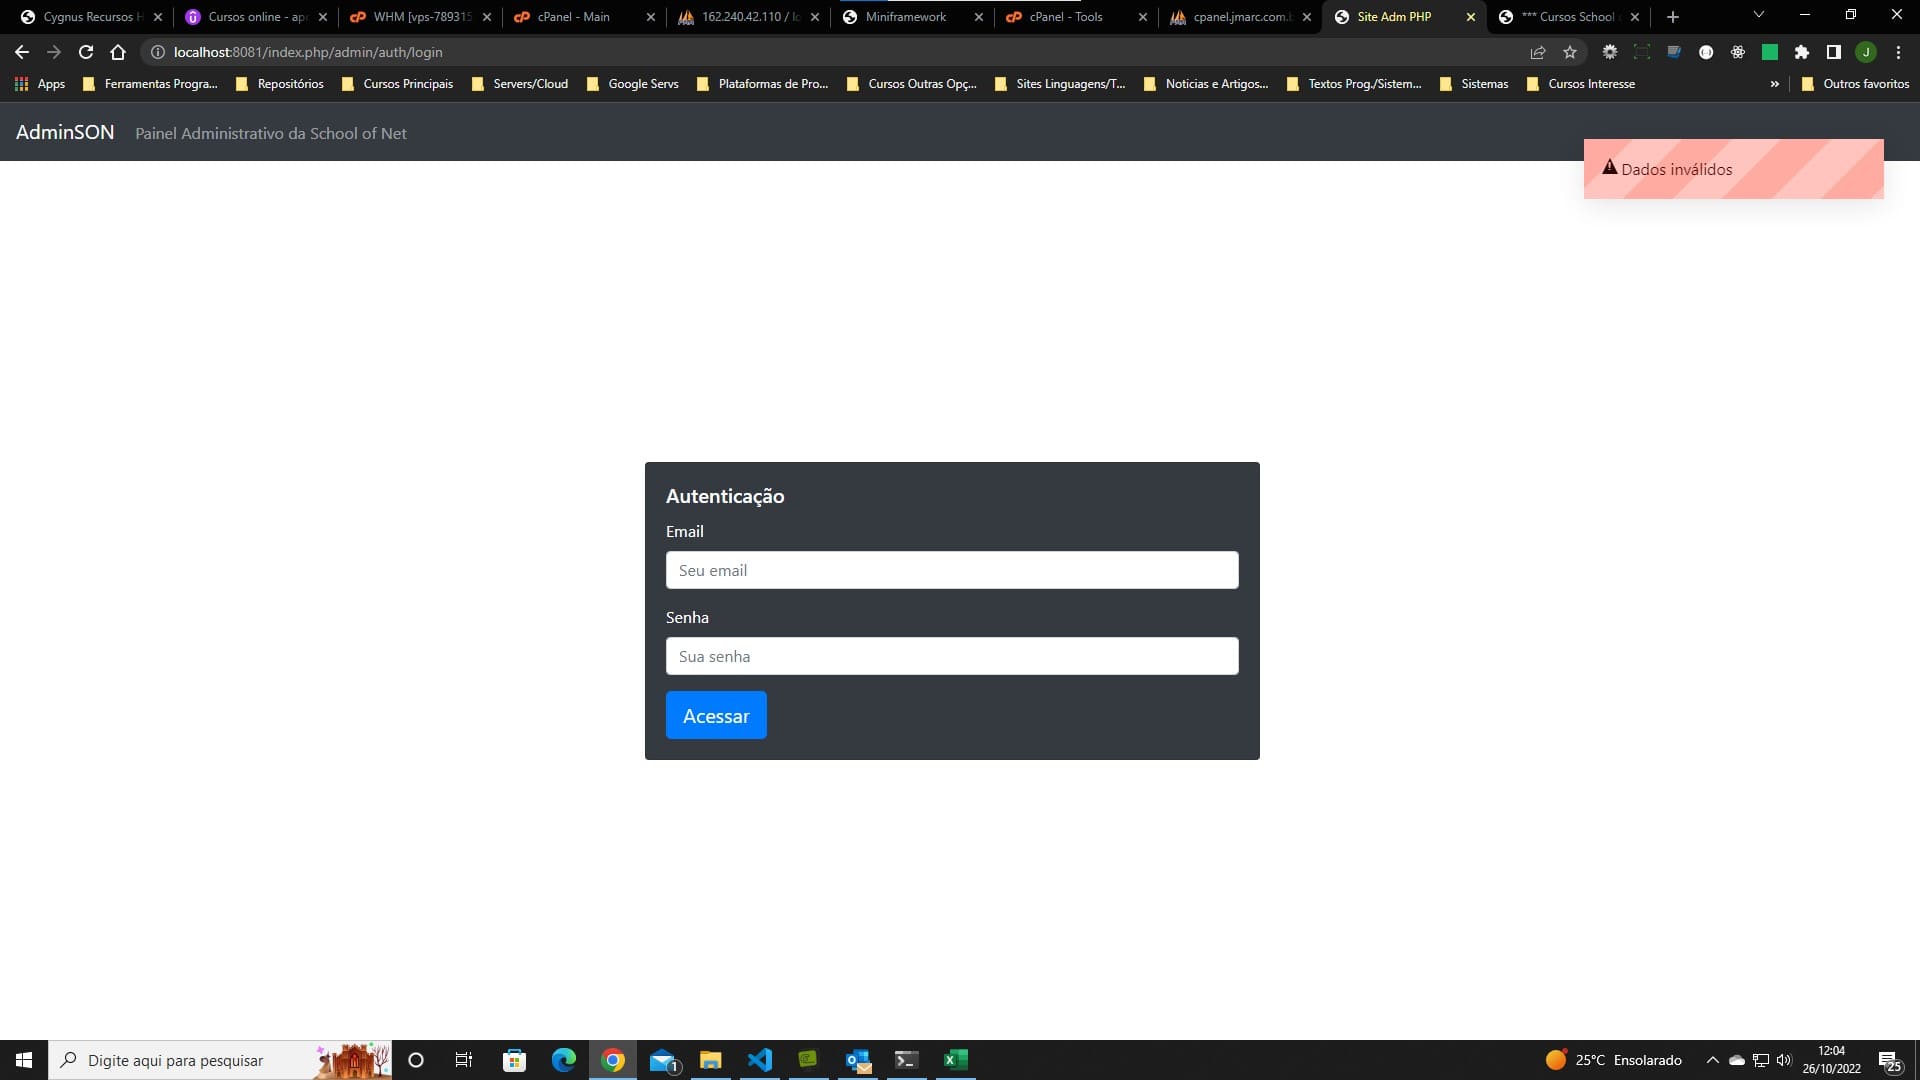 Cygnus Recursos H
Cursos online - apr
WHM [vps-789315
cPanel - Main
162.240.42.110 / lo
Miniframework
cPanel - Tools
cpanel.jmarc.com.b
Site Adm PHP
*** Cursos School
localhost:8081/index.php/admin/auth/login
J
Apps
Ferramentas Progra...
Repositórios
Cursos Principais
Servers/Cloud
Google Servs
Plataformas de Pro...
Cursos Outras Opç...
Sites Linguagens/T...
Noticias e Artigos...
Textos Prog./Sistem...
Sistemas
Cursos Interesse
»
Outros favoritos
AdminSON Painel Administrativo da School of Net
Dados inválidos
Autenticação
Email
Seu email
Senha
Sua senha
Acessar
Digite aqui para pesquisar
1
25°C Ensolarado
12:04
26/10/2022
25